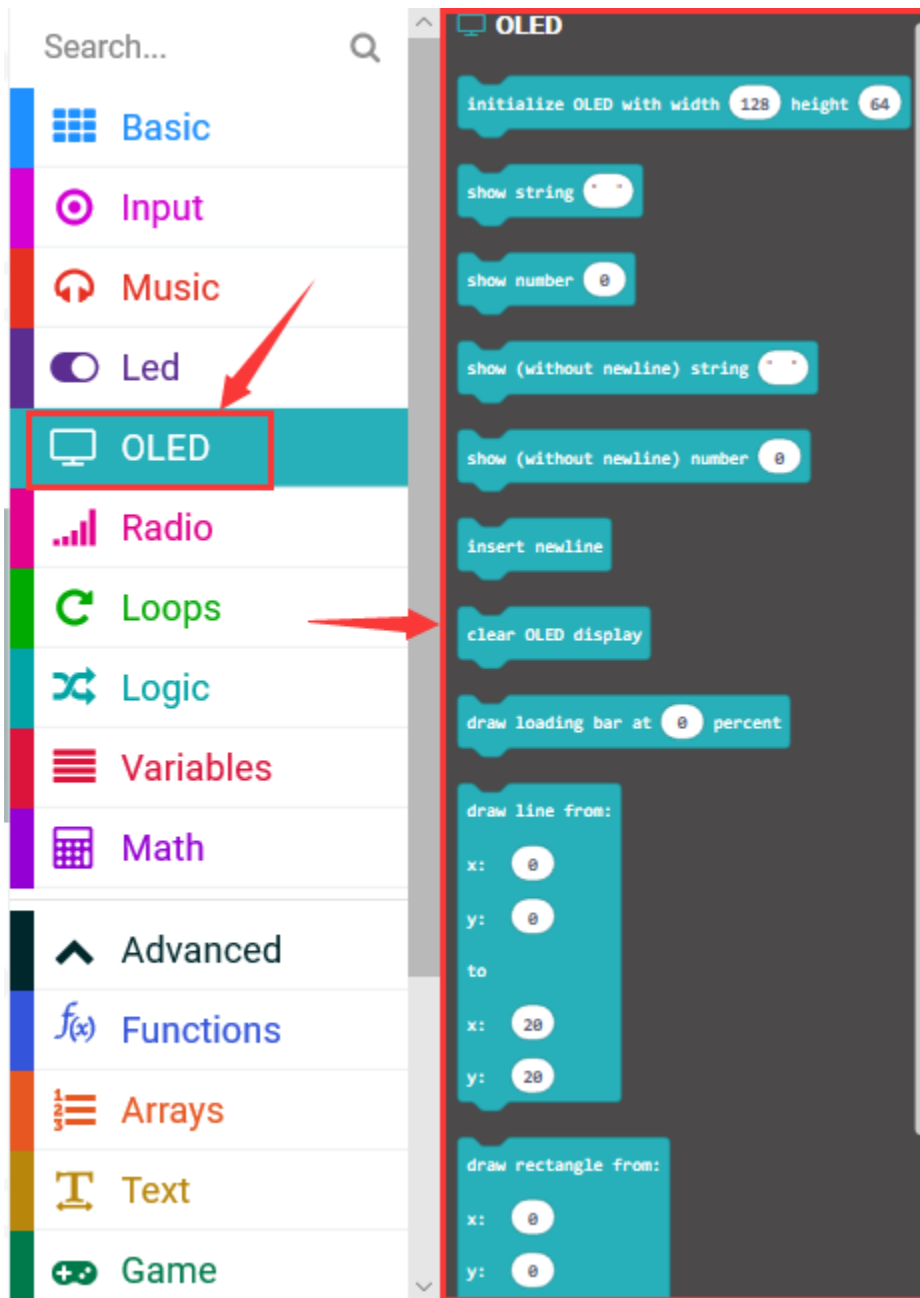 Search...
Basic
Input
Music
Led
OLED
Radio
Loops
Logic
Variables
Math
Advanced
f(x) Functions
1 2 3 Arrays
T Text
Game
OLED
initialize OLED with width 128 height 64
show string " "
show number 0
show (without newline) string " "
show (without newline) number 0
insert newline
clear OLED display
draw loading bar at 0 percent
draw line from:
x: 0
y: 0
to
x: 20
y: 20
draw rectangle from:
x: 0
y: 0